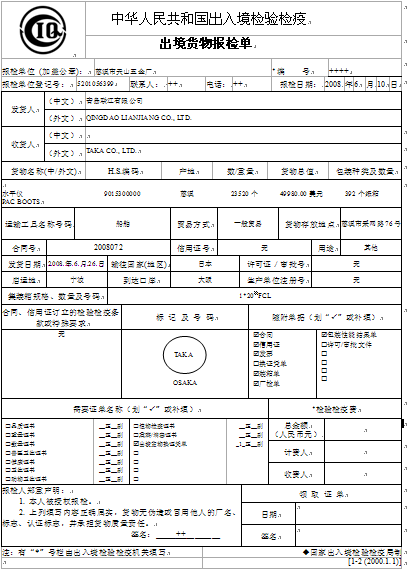 CIQ
中华人民共和国出入境检验检疫
出境货物报检单
报检单位 (加盖公章): 慈溪市天山五金厂 *编 号 ++++
报检单位登记号: 5201056399 联系人: ++ 电话: ++ 报检日期: 2008.年6月.10日
发货人 (中文) 青岛联江有限公司
(外文) QINGDAO LIANJIANG CO., LTD.
收货人 (中文)
(外文) TAKA CO., LTD.
货物名称(中/外文) H.S.编码 产地 数/重量 货物总值 包装种类及数量
水平仪
PAC BOOTS 9015300000 慈溪 23520 个 49980.00 美元 392 个纸箱
运输工具名称号码 船舶 贸易方式 一般贸易 货物存放地点 慈溪市采两路76号
合同号 2008072 信用证号 无 用途 其他
发货日期 2008.年.6.月.26.日 输往国家(地区) 日本 许可证/审批号 无
启运地 宁波 到达口岸 大阪 生产单位注册号 无
集装箱规格、数量及号码 1*20'FCL
合同、信用证订立的检验检疫条款或特殊要求 标 记 及 号 码 随附单据(划“✓”或补填)
无
TAKA
OSAKA
☑合同
☑信用证
☑发票
□换证凭单
☑装箱单
☑厂检单
☑包装性能结果单
□许可/审批文件
□
□
□
□
需要证单名称(划“✓”或补填) *检验检疫费
□品质证书 _正_副
□重量证书 _正_副
□数量证书 _正_副
□兽医卫生证书 _正_副
□健康证书 _正_副
□卫生证书 _正_副
□动物卫生证书 _正_副
□植物检疫证书 _正_副
□熏蒸/消毒证书 _正_副
☑出境货物换证凭单 _1_正_副
□
□
□
□
总金额
(人民币元)
计费人
收费人
报检人郑重声明:
1. 本人被授权报检。
2. 上列填写内容正确属实,货物无伪造或冒用他人的厂名、
标志、认证标志,并承担货物质量责任。
签名: ++
领 取 证 单
日期
签名
注:有“*”号栏由出入境检验检疫机关填写 ◆国家出入境检验检疫局制
[1-2 (2000.1.1)]